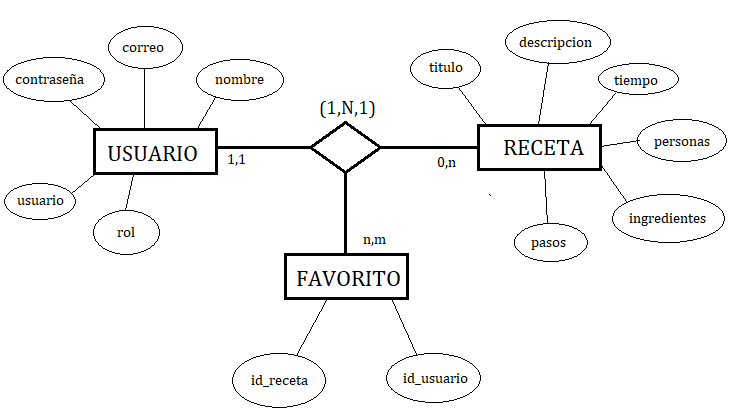 descripcion
correo
titulo
contraseña
nombre
tiempo
(1,N,1)
personas
USUARIO
RECETA
1,1
0,n
usuario
ingredientes
rol
pasos
n,m
FAVORITO
id_receta
id_usuario